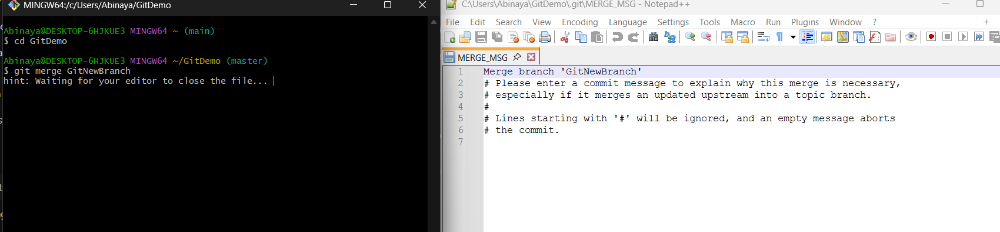 MINGW64:/c/Users/Abinaya/GitDemo
Abinaya@DESKTOP-6HJKUE3 MINGW64 ~ (main)
$ cd GitDemo
Abinaya@DESKTOP-6HJKUE3 MINGW64 ~/GitDemo (master)
$ git merge GitNewBranch
hint: Waiting for your editor to close the file...
C:\Users\Abinaya\GitDemo\.git\MERGE_MSG - Notepad++
File Edit Search View Encoding Language Settings Tools Macro Run Plugins Window ? +
MERGE_MSG
1 Merge branch 'GitNewBranch'
2 # Please enter a commit message to explain why this merge is necessary,
3 # especially if it merges an updated upstream into a topic branch.
4 #
5 # Lines starting with '#' will be ignored, and an empty message aborts
6 # the commit.
7